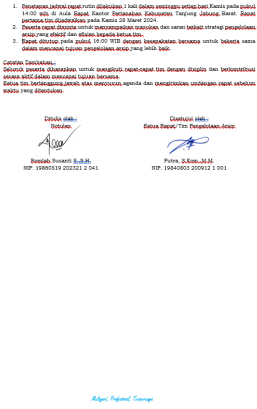 1. Penetapan jadwal rapat rutin dilakukan 1 kali dalam seminggu setiap hari Kamis pada pukul
14:00 wib di Aula Rapat Kantor Pertanahan Kabupaten Tanjung Jabung Barat. Rapat
pertama tim dijadwalkan pada Kamis 28 Maret 2024.
2. Peserta rapat diminta untuk menyampaikan masukan dan saran terkait strategi pengelolaan
arsip yang efektif dan efisien kepada ketua tim.
3. Rapat ditutup pada pukul 16:00 WIB dengan kesepakatan bersama untuk bekerja sama
dalam mencapai tujuan pengelolaan arsip yang lebih baik.
Catatan Tambahan :
Seluruh peserta diharapkan untuk mengikuti rapat-rapat tim dengan disiplin dan berkontribusi
secara aktif dalam mencapai tujuan bersama.
Ketua tim bertanggung jawab atas menyusun agenda dan mengirimkan undangan rapat sebelum
waktu yang ditentukan.
Ditulis oleh :
Notulen
Disetujui oleh :
Ketua Rapat/Tim Pengelolaan Arsip
Susanti S, S.M.
NIP. 19860519 202321 2 041
Putra, S.Kom.,M.M.
NIP. 19840803 200912 1 001
Melayani, Profesional, Terpercaya